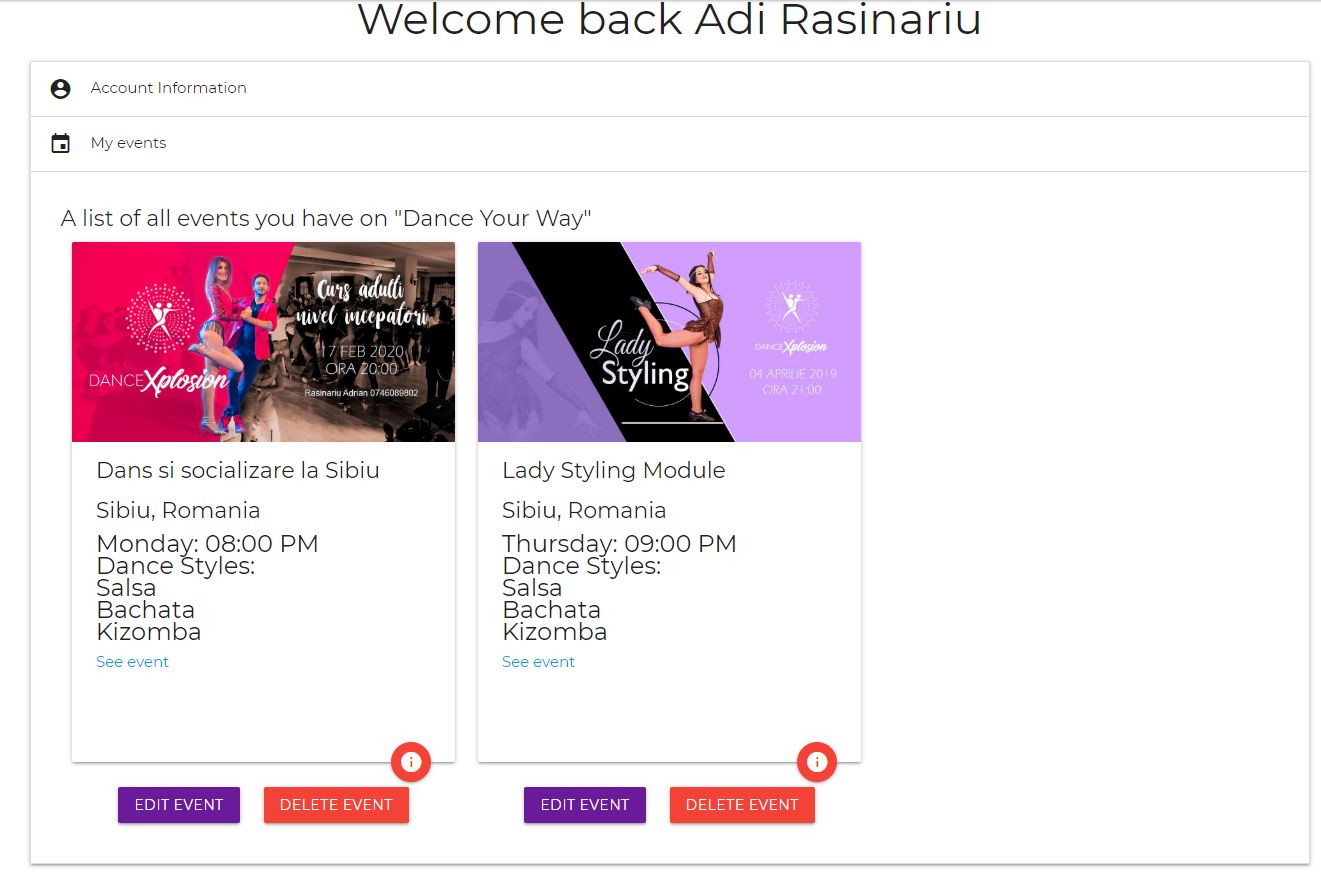 Welcome back Adi Rasinariu
Account Information
My events
A list of all events you have on "Dance Your Way"
DANCEXplosion
Curs adulti
nivel incepatori
17 FEB 2020
ORA 20:00
Rasinariu Adrian 0746089802
Dans si socializare la Sibiu
Sibiu, Romania
Monday: 08:00 PM
Dance Styles:
Salsa
Bachata
Kizomba
See event
EDIT EVENT
DELETE EVENT
Lady
Styling
DANCEXplosion
04 APRILIE 2019
ORA 21:00
Lady Styling Module
Sibiu, Romania
Thursday: 09:00 PM
Dance Styles:
Salsa
Bachata
Kizomba
See event
EDIT EVENT
DELETE EVENT